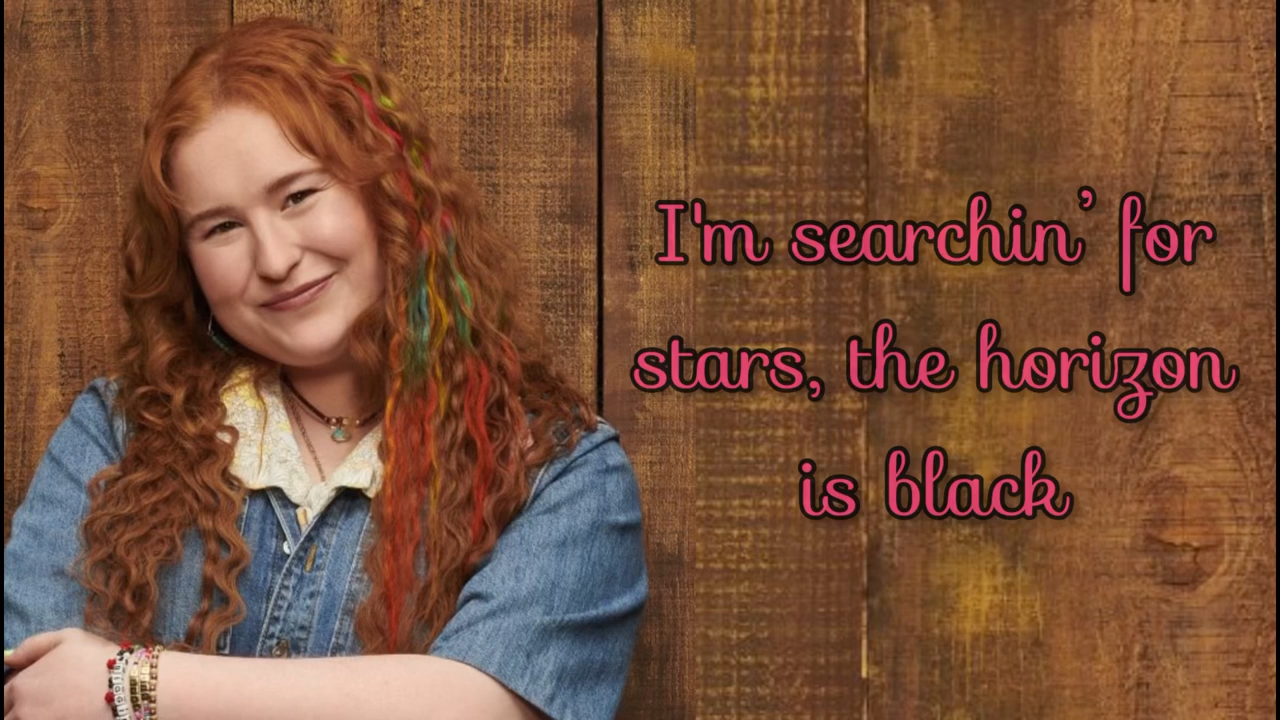 I'm searchin’ for
stars, the horizon
is black